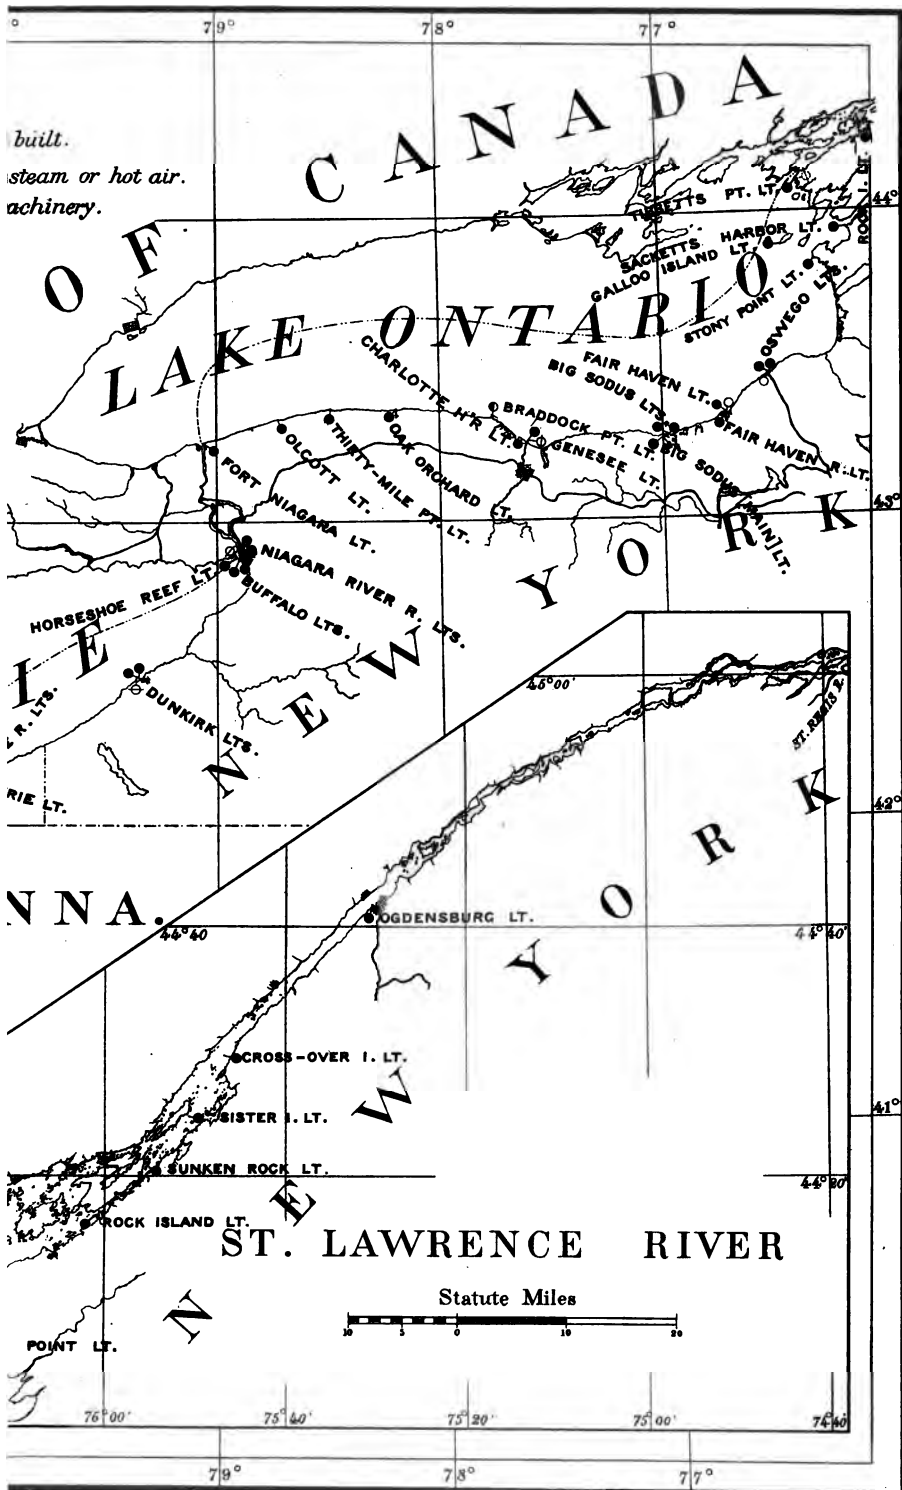 79° 78° 77°
built.
steam or hot air.
achinery.
OF CANADA
TIBBETTS PT. LT.
44°
ROCK I. LT.
SACKETTS HARBOR LT.
GALLOO ISLAND LT.
STONY POINT LT.
OSWEGO LTS.
LAKE ONTARIO
FAIR HAVEN LT.
BIG SODUS LTS.
CHARLOTTE H'R LTS.
BRADDOCK PT. LT.
GENESEE LT.
FAIR HAVEN R. LT.
BIG SODUS [MAIN] LT.
OAK ORCHARD LT.
THIRTY-MILE PT. LT.
OLCOTT LT.
FORT NIAGARA LT.
43°
NIAGARA RIVER R. LTS.
HORSESHOE REEF LT.
BUFFALO LTS.
NEW YORK
IE
R. LTS.
DUNKIRK LTS.
RIE LT.
NNA.
45°00'
ST. REGIS R.
42°
NEW YORK
OGDENSBURG LT.
44°40 44°40'
CROSS-OVER I. LT.
41°
SISTER I. LT.
SUNKEN ROCK LT.
44°20'
ROCK ISLAND LT.
ST. LAWRENCE RIVER
Statute Miles
10 5 0 10 20
POINT LT.
76°00' 75°40' 75°20' 75°00' 74°40'
79° 78° 77°